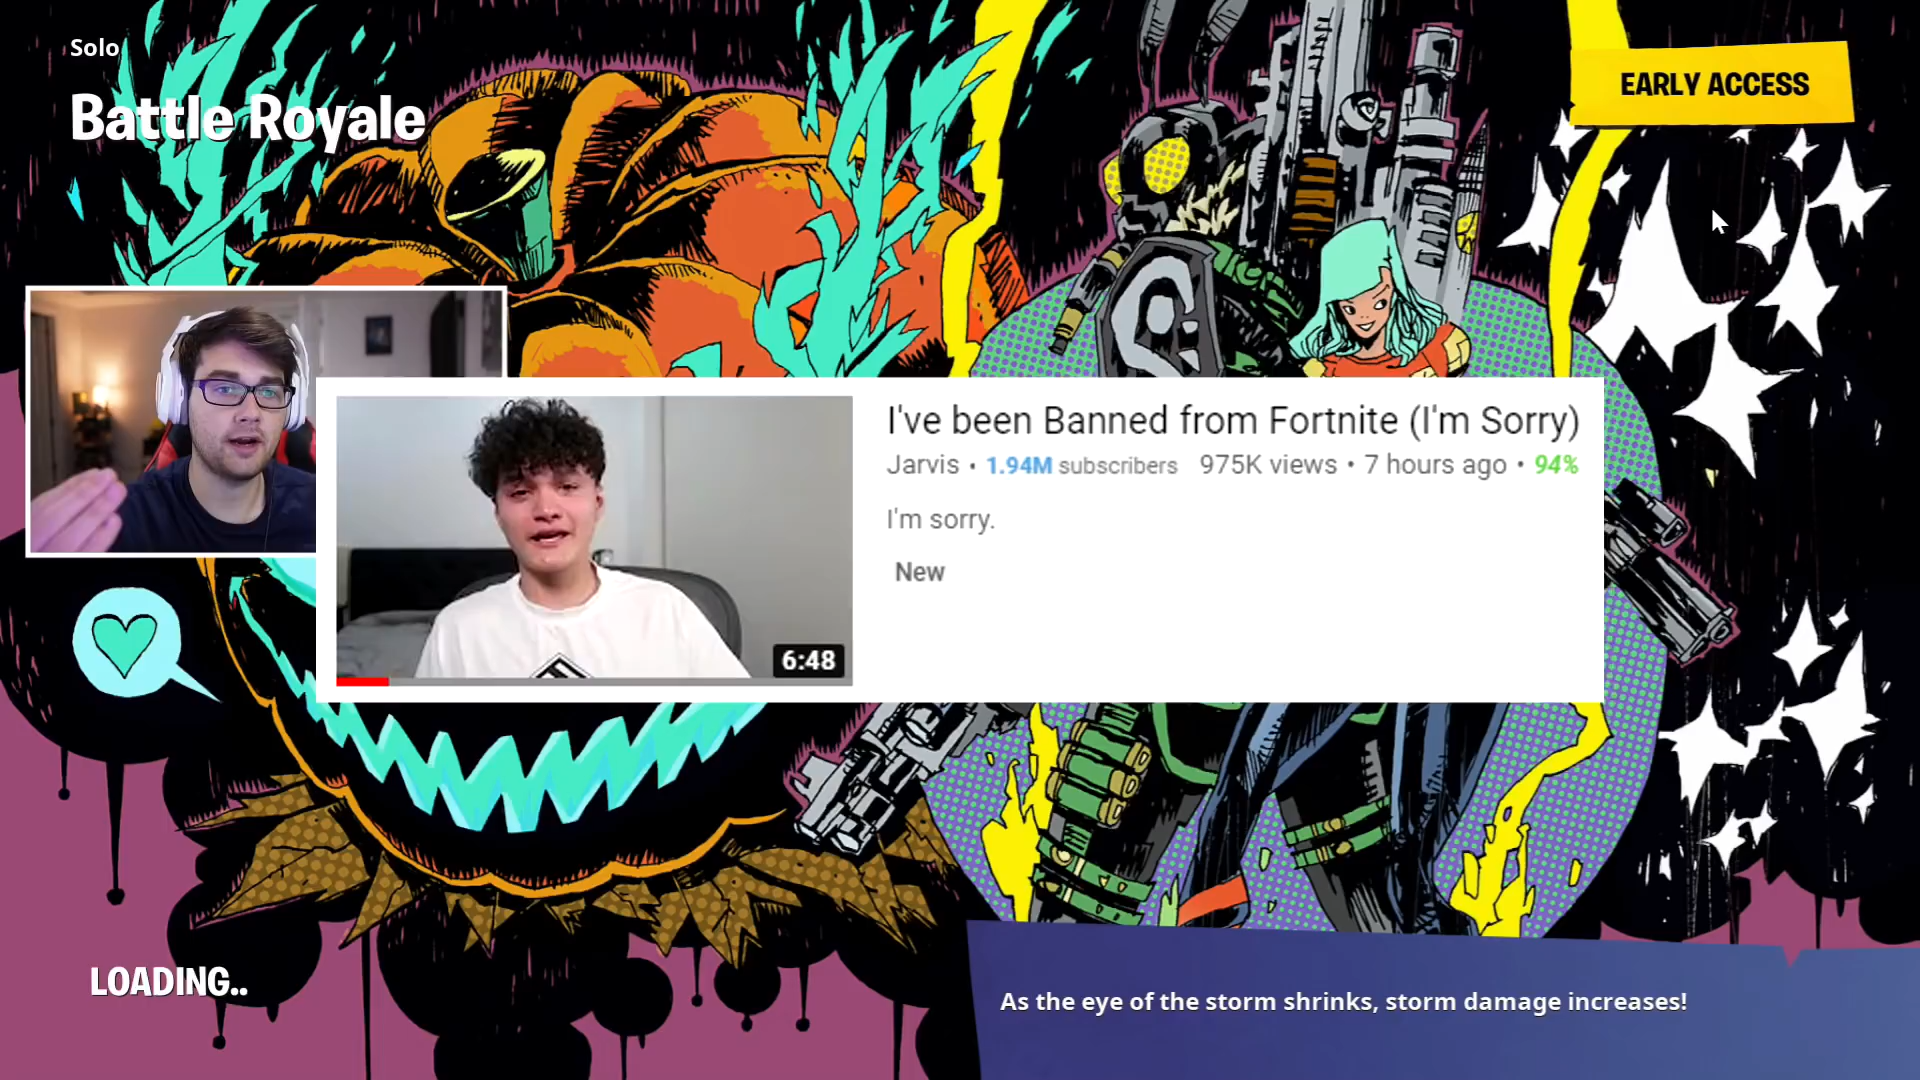 Solo
Battle Royale
EARLY ACCESS
I've been Banned from Fortnite (I'm Sorry)
Jarvis • 1.94M subscribers 975K views • 7 hours ago • 94%
I'm sorry.
New
6:48
LOADING..
As the eye of the storm shrinks, storm damage increases!